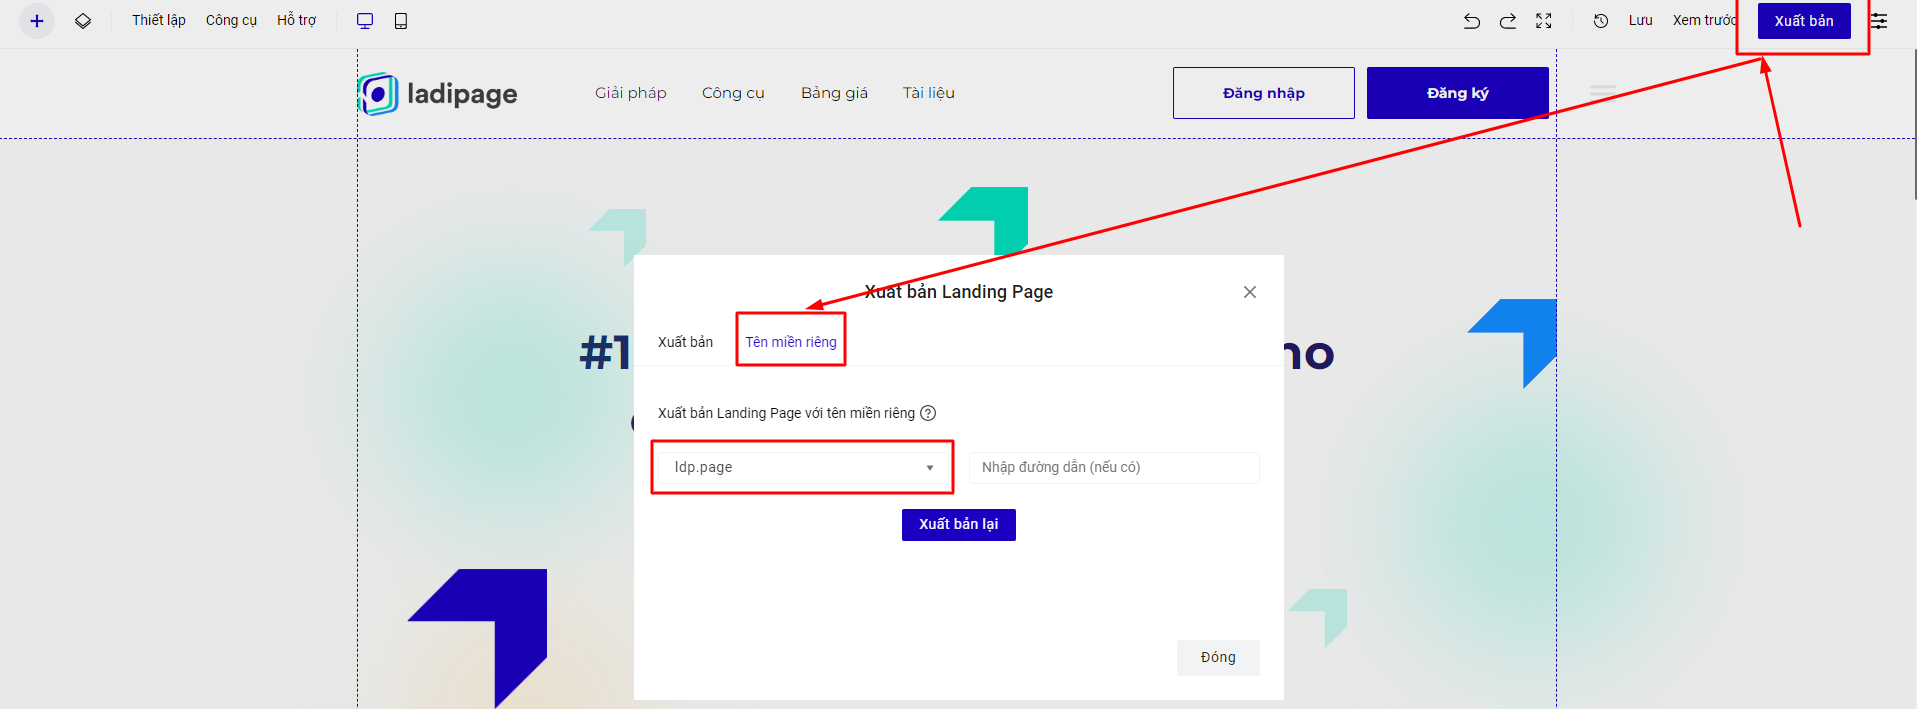 Thiết lập Công cụ Hỗ trợ Lưu Xem trước Xuất bản
ladipage Giải pháp Công cụ Bảng giá Tài liệu Đăng nhập Đăng ký
Xuất bản Landing Page
Xuất bản Tên miền riêng
#1
Xuất bản Landing Page với tên miền riêng ?
ldp.page Nhập đường dẫn (nếu có)
Xuất bản lại
Đóng